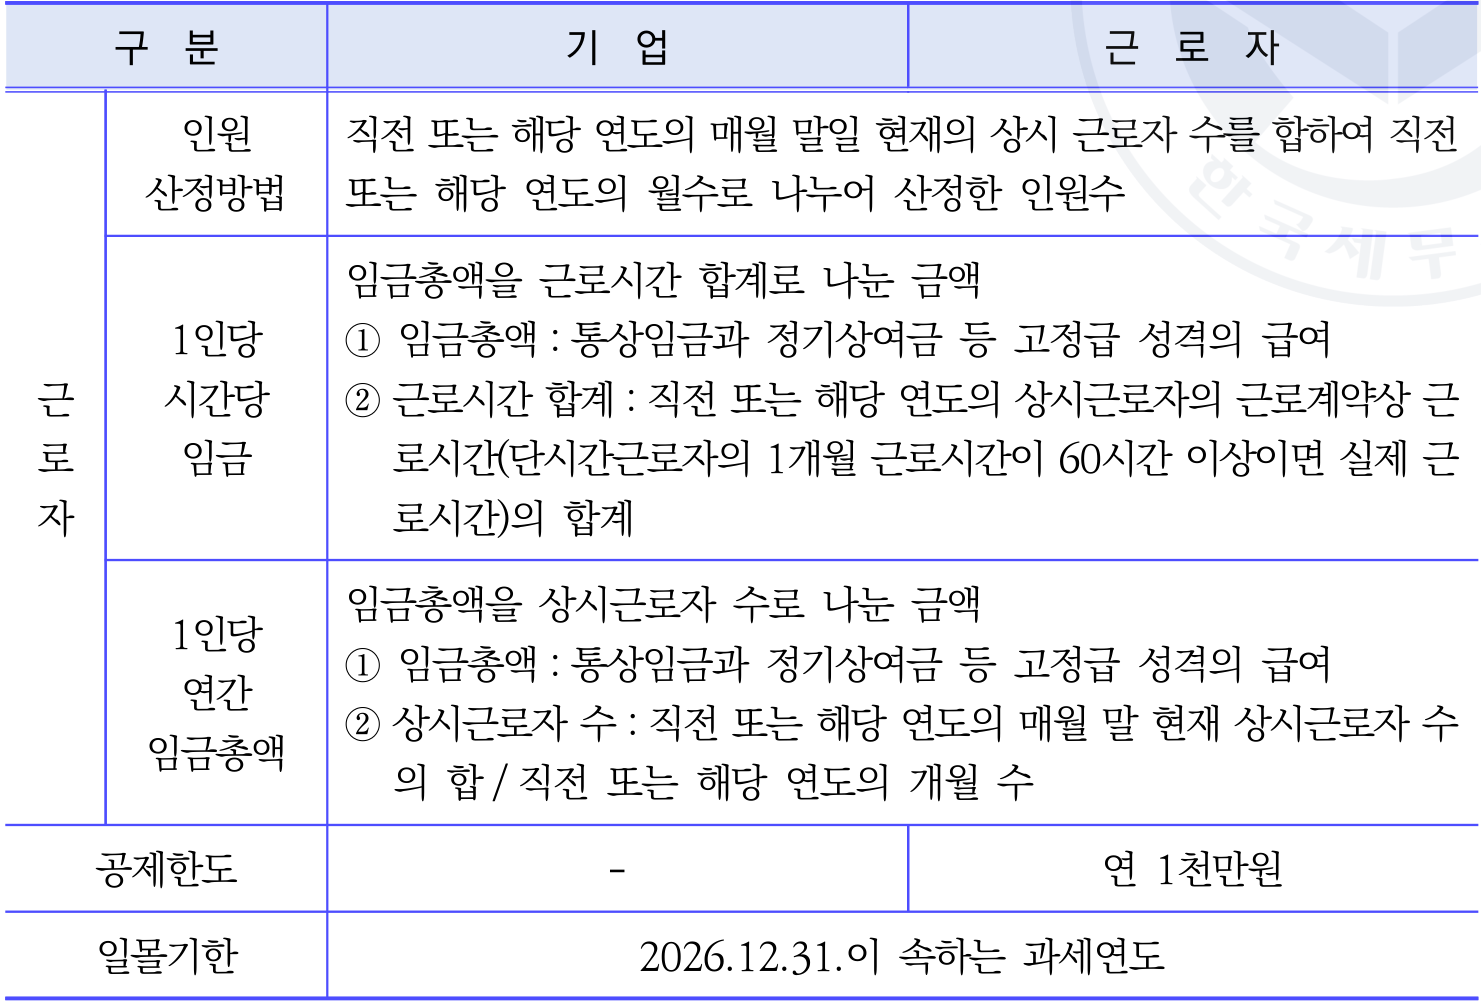 구 분 기 업 근 로 자
근
로
자
인원
산정방법
직전 또는 해당 연도의 매월 말일 현재의 상시 근로자 수를 합하여 직전
또는 해당 연도의 월수로 나누어 산정한 인원수
1인당
시간당
임금
임금총액을 근로시간 합계로 나눈 금액
① 임금총액 : 통상임금과 정기상여금 등 고정급 성격의 급여
② 근로시간 합계 : 직전 또는 해당 연도의 상시근로자의 근로계약상 근
로시간(단시간근로자의 1개월 근로시간이 60시간 이상이면 실제 근
로시간)의 합계
1인당
연간
임금총액
임금총액을 상시근로자 수로 나눈 금액
① 임금총액 : 통상임금과 정기상여금 등 고정급 성격의 급여
② 상시근로자 수 : 직전 또는 해당 연도의 매월 말 현재 상시근로자 수
의 합 / 직전 또는 해당 연도의 개월 수
공제한도 - 연 1천만원
일몰기한 2026.12.31.이 속하는 과세연도
한국세무